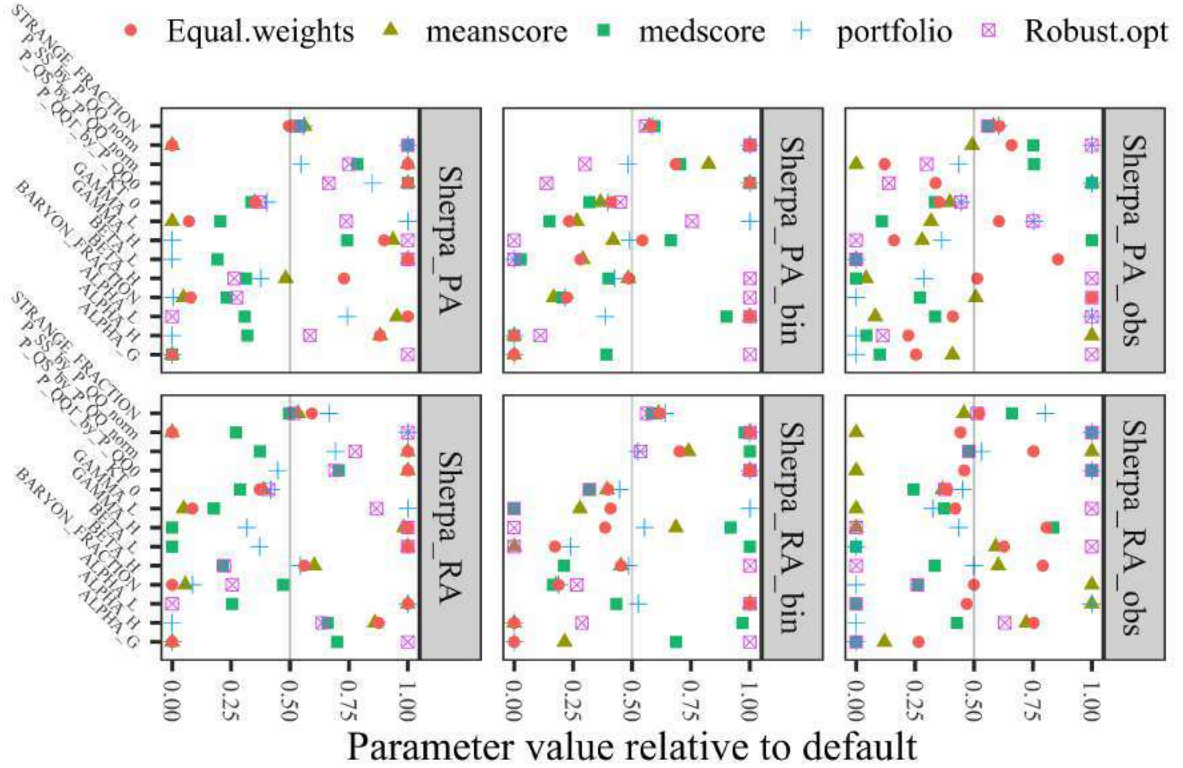 Equal.weights meanscore medscore portfolio Robust.opt
STRANGE_FRACTION
P_SS_by_P_QQ_norm
P_QS_by_P_QQ_norm
P_QQ1_by_P_QQ0
KT_0
GAMMA_L
GAMMA_H
BETA_L
BETA_H
BARYON_FRACTION
ALPHA_L
ALPHA_H
ALPHA_G
Sherpa_PA
Sherpa_PA_bin
Sherpa_PA_obs
STRANGE_FRACTION
P_SS_by_P_QQ_norm
P_QS_by_P_QQ_norm
P_QQ1_by_P_QQ0
KT_0
GAMMA_L
GAMMA_H
BETA_L
BETA_H
BARYON_FRACTION
ALPHA_L
ALPHA_H
ALPHA_G
Sherpa_RA
Sherpa_RA_bin
Sherpa_RA_obs
0.00 0.25 0.50 0.75 1.00 0.00 0.25 0.50 0.75 1.00 0.00 0.25 0.50 0.75 1.00
Parameter value relative to default